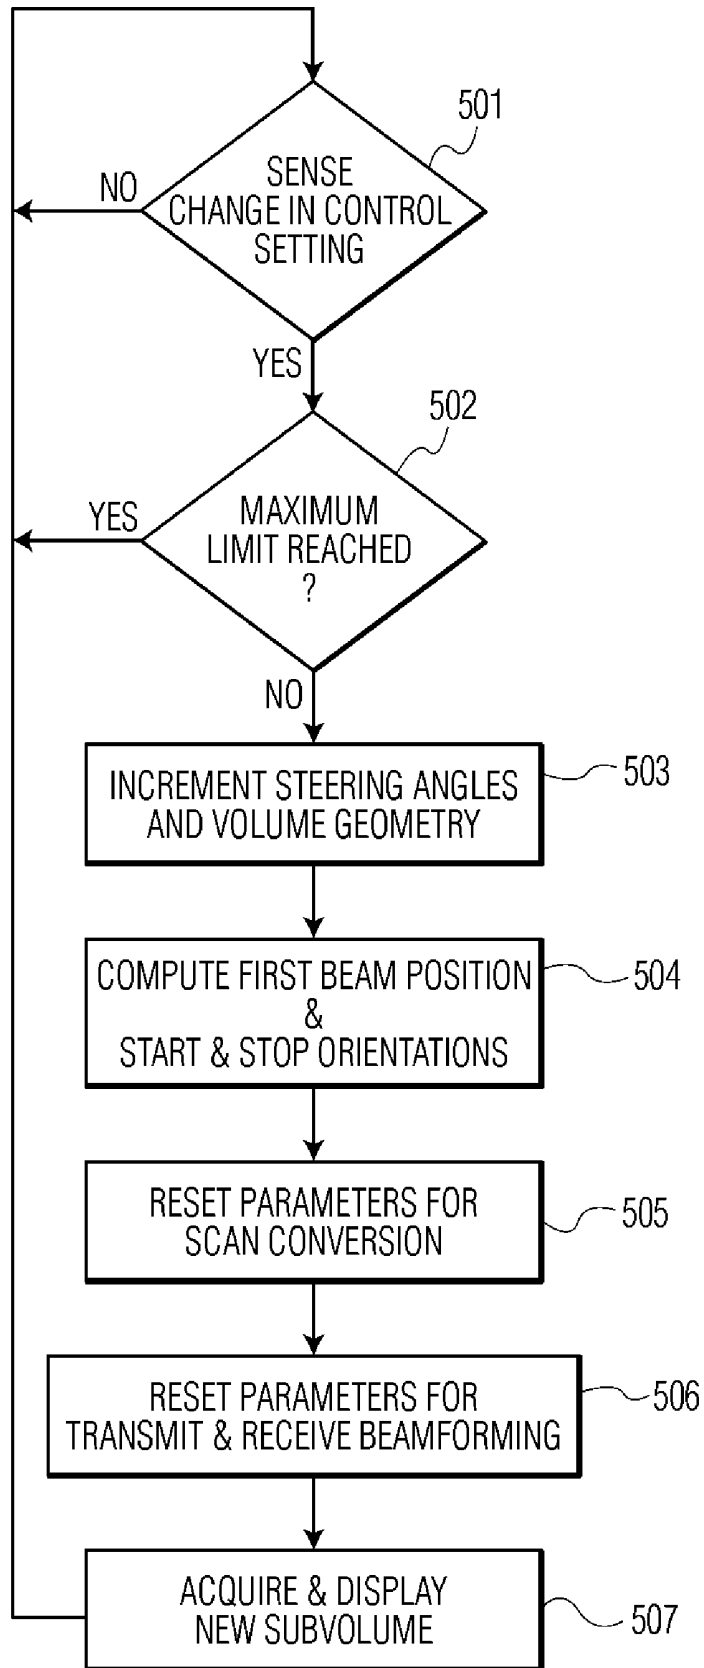 501
SENSE
CHANGE IN CONTROL
SETTING
NO
YES
502
MAXIMUM
LIMIT REACHED
?
YES
NO
503
INCREMENT STEERING ANGLES
AND VOLUME GEOMETRY
504
COMPUTE FIRST BEAM POSITION
&
START & STOP ORIENTATIONS
505
RESET PARAMETERS FOR
SCAN CONVERSION
506
RESET PARAMETERS FOR
TRANSMIT & RECEIVE BEAMFORMING
507
ACQUIRE & DISPLAY
NEW SUBVOLUME